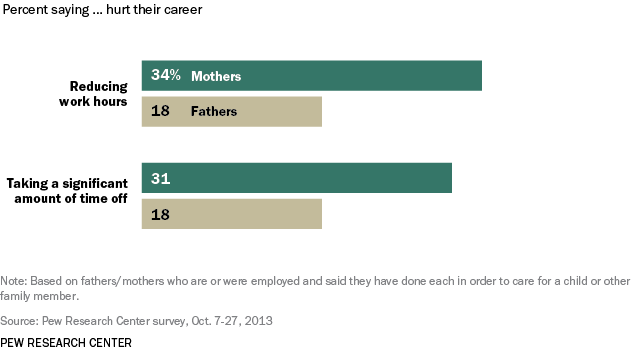 Percent saying ... hurt their career
Reducing
work hours
34% Mothers
18 Fathers
Taking a significant
amount of time off
31
18
Note: Based on fathers/mothers who are or were employed and said they have done each in order to care for a child or other
family member.
Source: Pew Research Center survey, Oct. 7-27, 2013
PEW RESEARCH CENTER